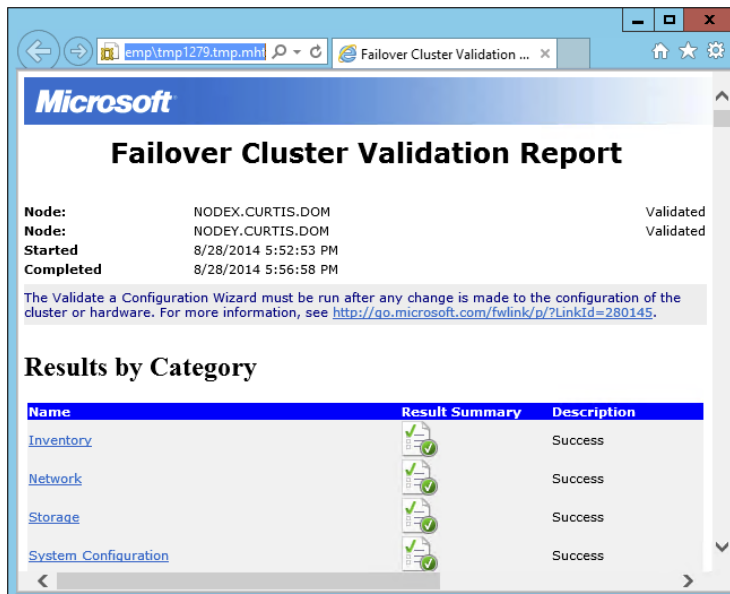 emp\tmp1279.tmp.mht
Failover Cluster Validation ...
Microsoft
Failover Cluster Validation Report
Node: NODEX.CURTIS.DOM Validated
Node: NODEY.CURTIS.DOM Validated
Started 8/28/2014 5:52:53 PM
Completed 8/28/2014 5:56:58 PM
The Validate a Configuration Wizard must be run after any change is made to the configuration of the
cluster or hardware. For more information, see http://go.microsoft.com/fwlink/p/?LinkId=280145.
Results by Category
Name Result Summary Description
Inventory Success
Network Success
Storage Success
System Configuration Success